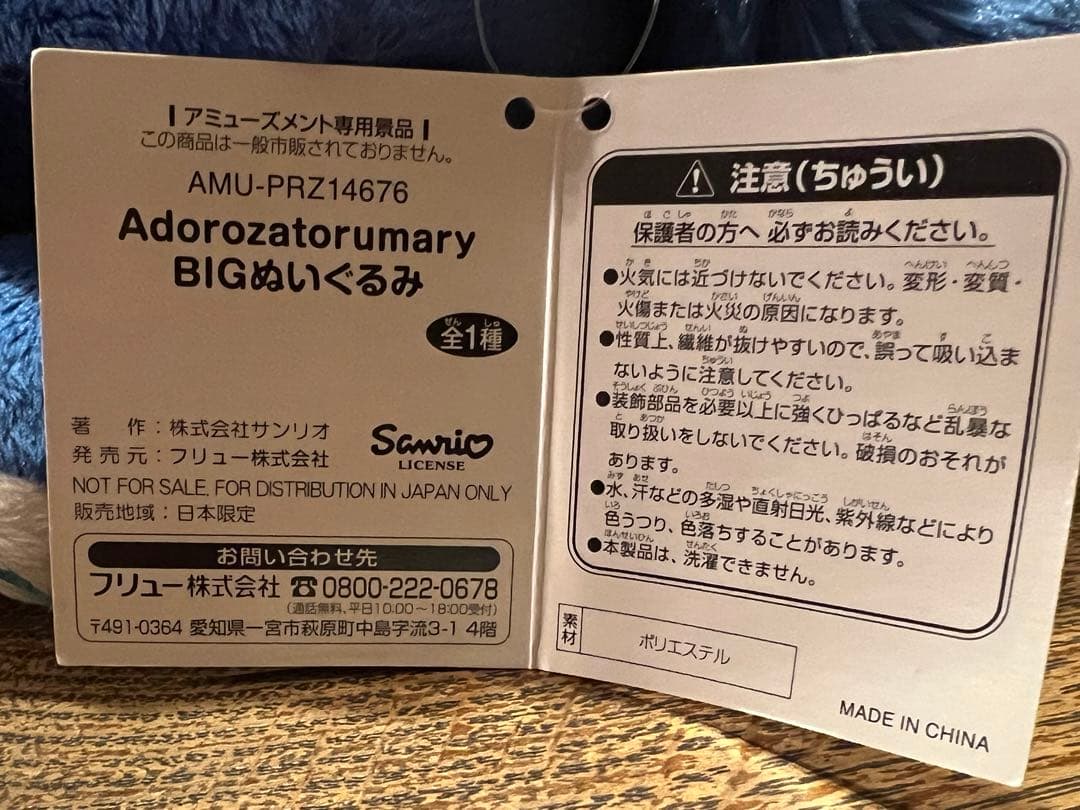 アミューズメント専用景品
この商品は一般市販されておりません。
AMU-PRZ14676
Adorozatorumary
BIGぬいぐるみ
全1種
著　作：株式会社サンリオ
発売元：フリュー株式会社
Sanrio
LICENSE
NOT FOR SALE. FOR DISTRIBUTION IN JAPAN ONLY
販売地域：日本限定
お問い合わせ先
フリュー株式会社 ☎0800-222-0678
(通話無料、平日10:00~18:00受付)
〒491-0364 愛知県一宮市萩原町中島字流3-1 4階
⚠ 注意(ちゅうい)
保護者の方へ 必ずお読みください。
●火気には近づけないでください。変形・変質・
火傷または火災の原因になります。
●性質上、繊維が抜けやすいので、誤って吸い込ま
ないように注意してください。
●装飾部品を必要以上に強くひっぱるなど乱暴な
取り扱いをしないでください。破損のおそれが
あります。
●水、汗などの多湿や直射日光、紫外線などにより
色うつり、色落ちすることがあります。
●本製品は、洗濯できません。
素材
ポリエステル
MADE IN CHINA